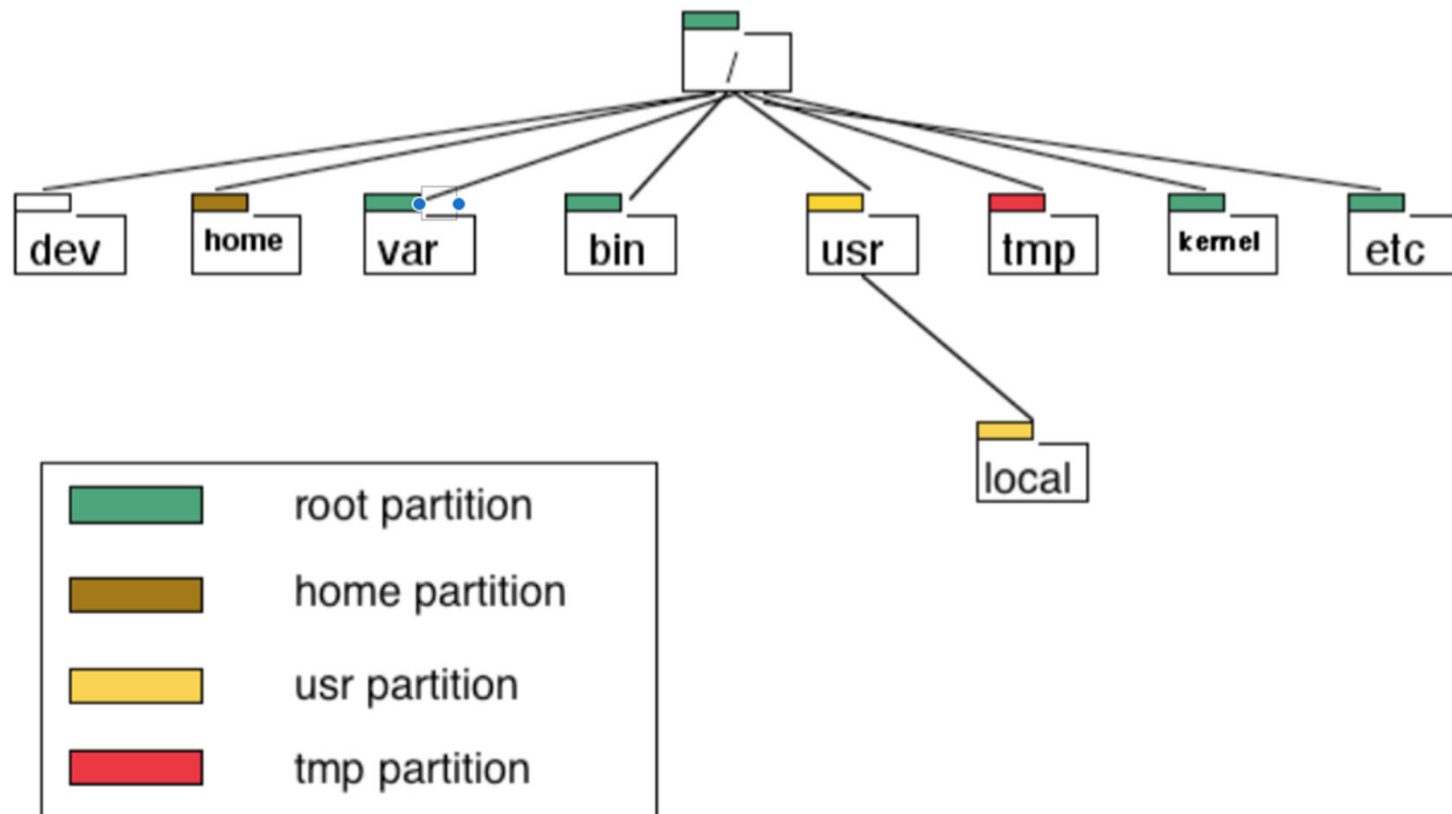 /
dev
home
var
bin
usr
tmp
kernel
etc
local
root partition
home partition
usr partition
tmp partition